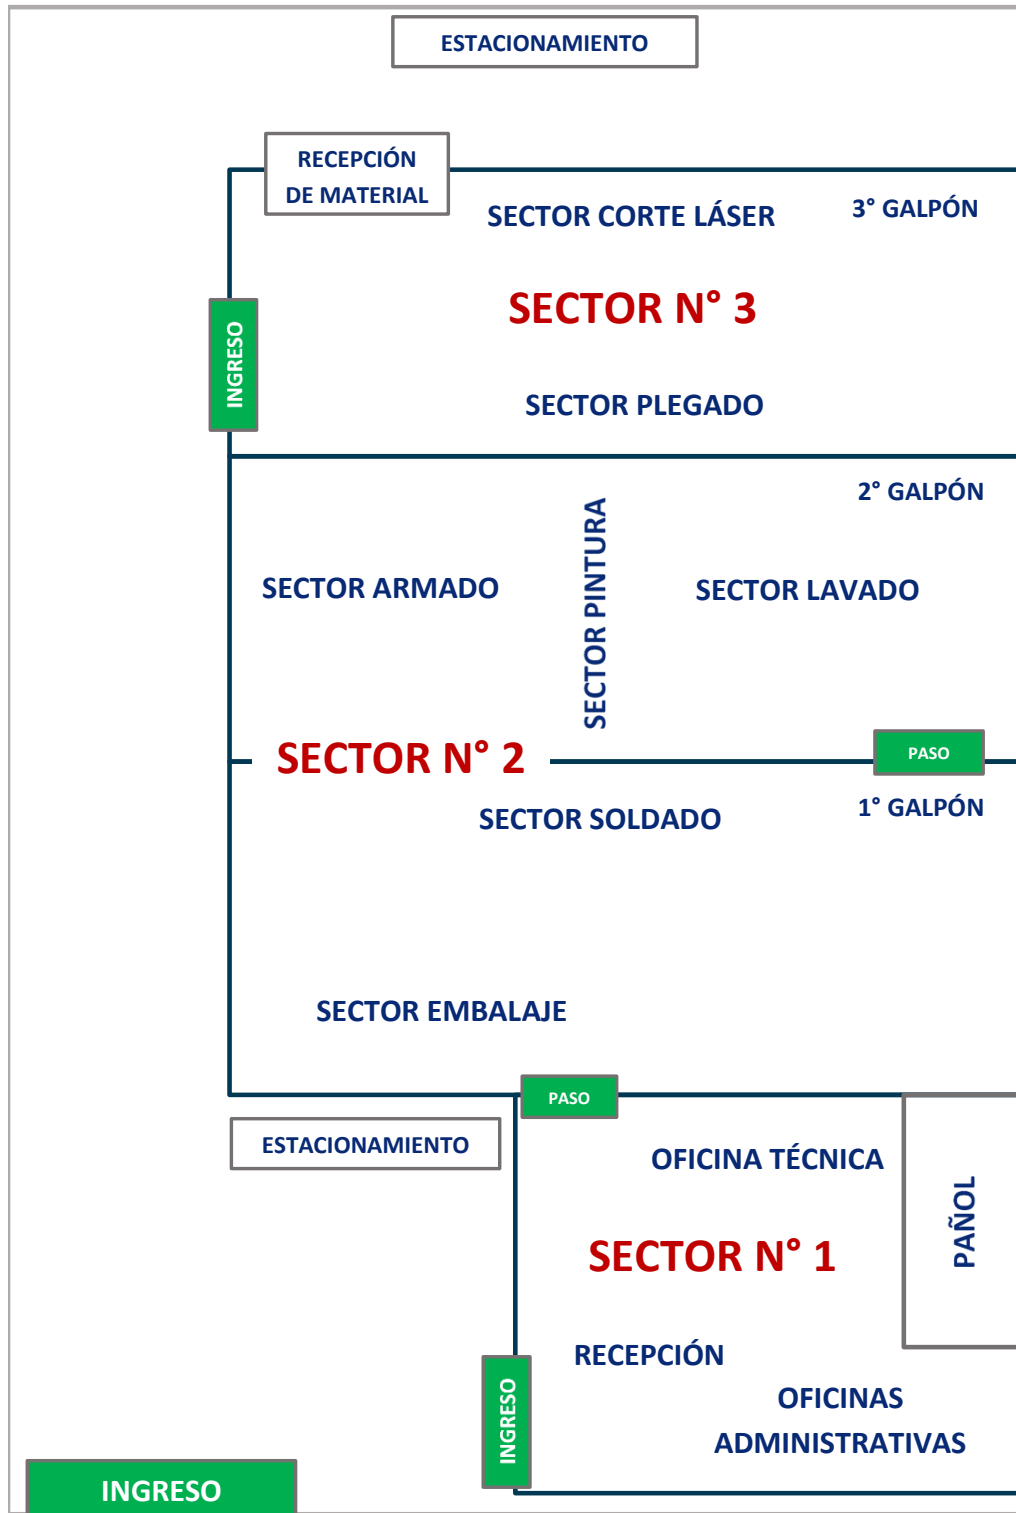 ESTACIONAMIENTO
RECEPCIÓN
DE MATERIAL
SECTOR CORTE LÁSER
3° GALPÓN
SECTOR N° 3
INGRESO
SECTOR PLEGADO
2° GALPÓN
SECTOR PINTURA
SECTOR ARMADO
SECTOR LAVADO
SECTOR N° 2
PASO
1° GALPÓN
SECTOR SOLDADO
SECTOR EMBALAJE
PASO
ESTACIONAMIENTO
OFICINA TÉCNICA
PAÑOL
SECTOR N° 1
RECEPCIÓN
INGRESO
OFICINAS
ADMINISTRATIVAS
INGRESO